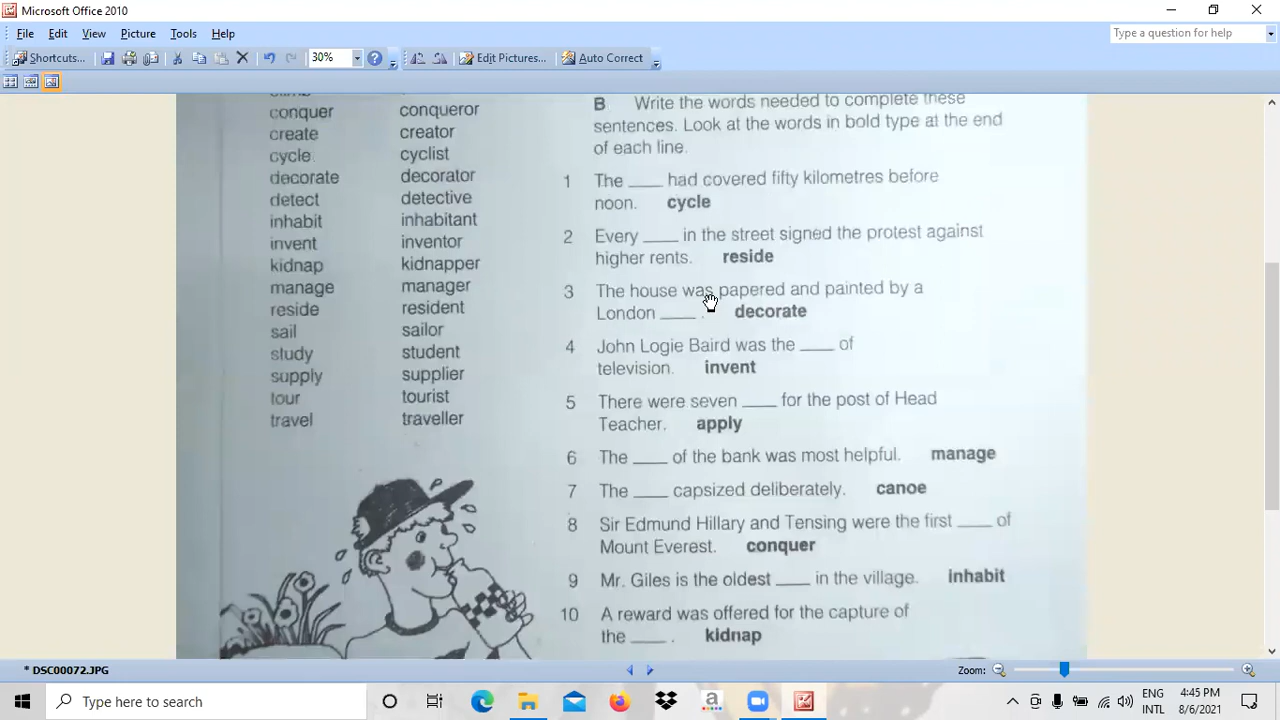 Microsoft Office 2010
File Edit View Picture Tools Help
Type a question for help
Shortcuts... 30% Edit Pictures... Auto Correct
conquer conqueror
create creator
cycle cyclist
decorate decorator
detect detective
inhabit inhabitant
invent inventor
kidnap kidnapper
manage manager
reside resident
sail sailor
study student
supply supplier
tour tourist
travel traveller
B Write the words needed to complete these
sentences. Look at the words in bold type at the end
of each line.
1 The ____ had covered fifty kilometres before
noon. cycle
2 Every ____ in the street signed the protest against
higher rents. reside
3 The house was papered and painted by a
London ____ . decorate
4 John Logie Baird was the ____ of
television. invent
5 There were seven ____ for the post of Head
Teacher. apply
6 The ____ of the bank was most helpful. manage
7 The ____ capsized deliberately. canoe
8 Sir Edmund Hillary and Tensing were the first ____ of
Mount Everest. conquer
9 Mr. Giles is the oldest ____ in the village. inhabit
10 A reward was offered for the capture of
the ____ . kidnap
* DSC00072.JPG
Zoom:
Type here to search
ENG
INTL
4:45 PM
8/6/2021